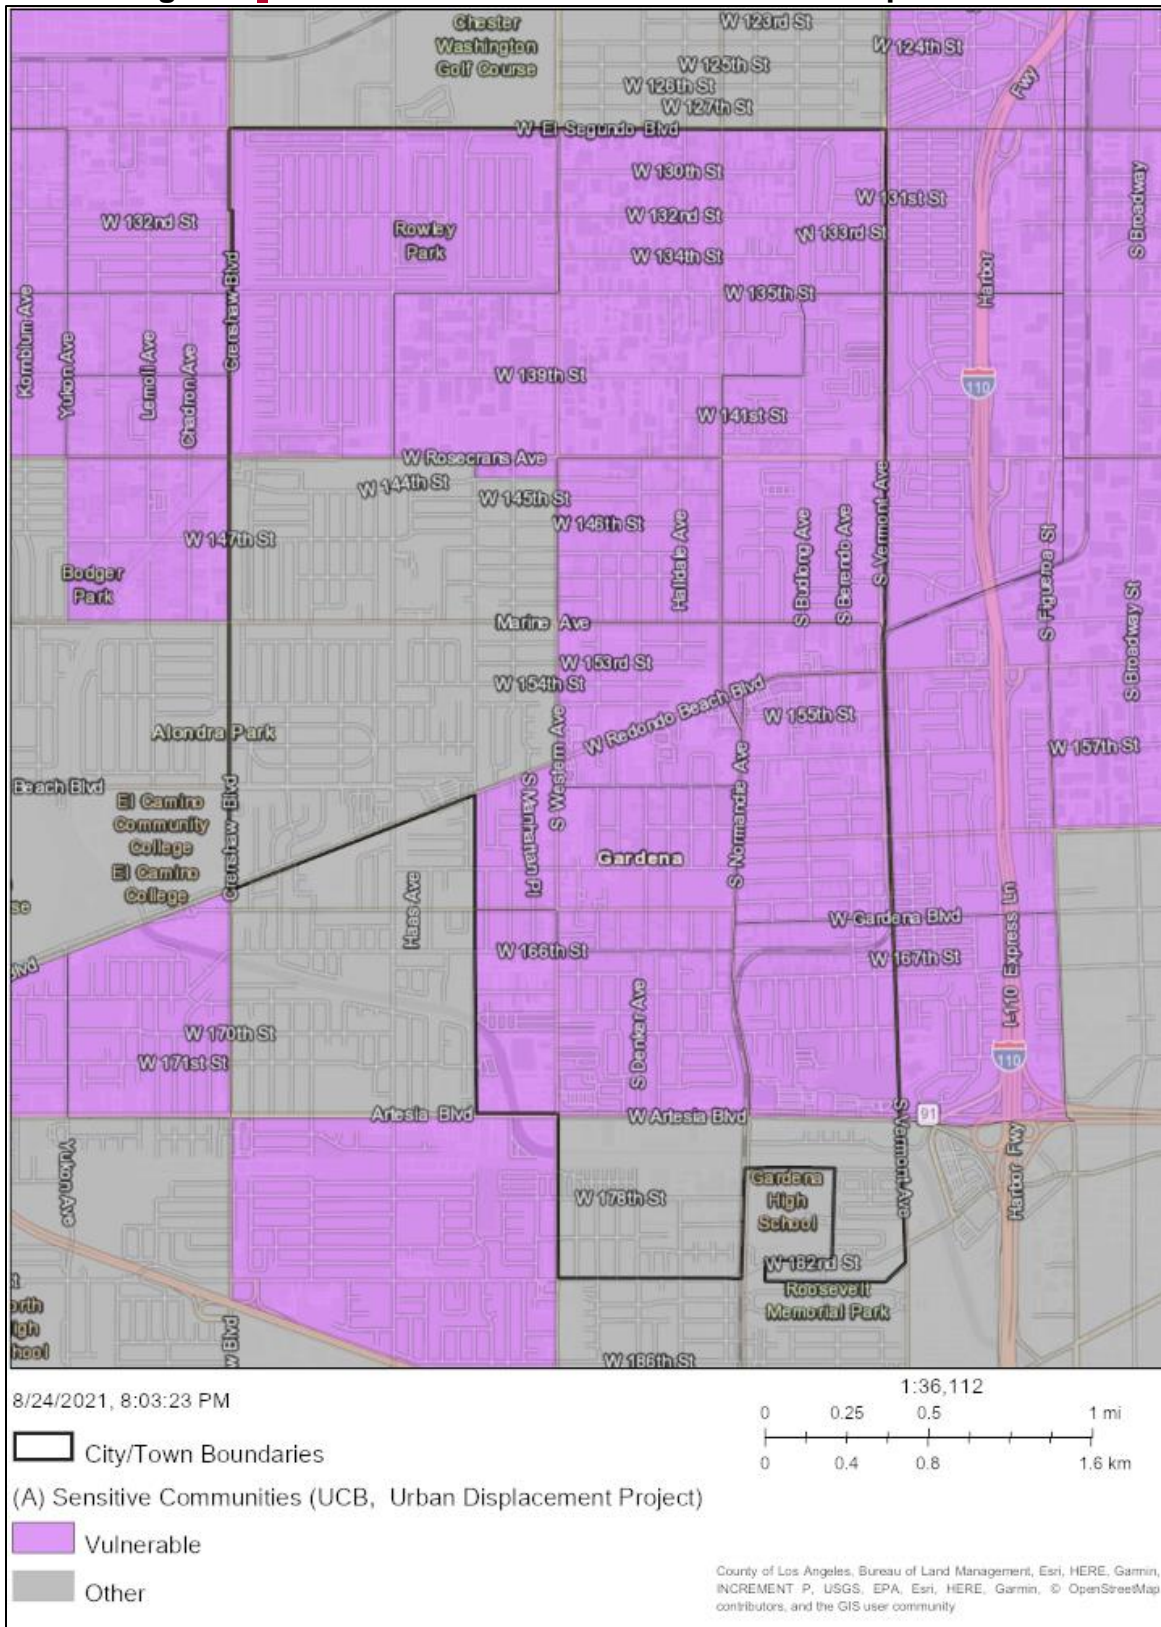 Chester
Washington
Golf Course
W 123rd St
W 124th St
W 125th St
W 126th St
W 127th St
Fwy
W El Segundo Blvd
W 130th St
W 131st St
S Broadway
W 132nd St
W 132nd St
Rowley
Park
W 133rd St
W 134th St
Crenshaw Blvd
Harbor
W 135th St
Kornblum Ave
Yukon Ave
Lemoli Ave
Chadron Ave
W 139th St
110
W 141st St
W Rosecrans Ave
W 144th St
W 145th St
W 146th St
W 147th St
Halldale Ave
S Budlong Ave
S Berendo Ave
S Vermont Ave
S Figueroa St
Bodger
Park
Marine Ave
S Broadway St
W 153rd St
W 154th St
W Redondo Beach Blvd
W 155th St
Alondra Park
S Western Ave
W 157th St
Beach Blvd
Crenshaw Blvd
El Camino
Community
College
El Camino
College
S Manhattan Pl
S Normandie Ave
Gardena
se
Haas Ave
W Gardena Blvd
I-110 Express Ln
W 166th St
W 167th St
Blvd
S Denker Ave
W 170th St
W 171st St
110
Artesia Blvd
W Artesia Blvd
91
S Vermont Ave
Yukon Ave
Harbor Fwy
W 178th St
Gardena
High
School
W 182nd St
Roosevelt
Memorial Park
st
orth
igh
hool
w Blvd
W 186th St
8/24/2021, 8:03:23 PM
1:36,112
0 0.25 0.5 1 mi
0 0.4 0.8 1.6 km
City/Town Boundaries
(A) Sensitive Communities (UCB, Urban Displacement Project)
Vulnerable
Other
County of Los Angeles, Bureau of Land Management, Esri, HERE, Garmin,
INCREMENT P, USGS, EPA, Esri, HERE, Garmin, © OpenStreetMap
contributors, and the GIS user community